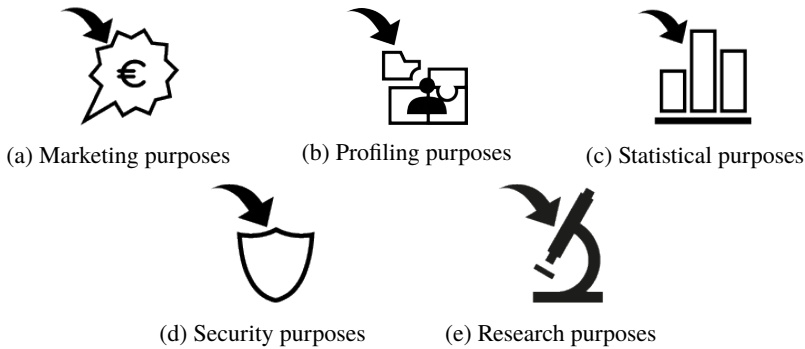 €
(a) Marketing purposes
(b) Profiling purposes
(c) Statistical purposes
(d) Security purposes
(e) Research purposes